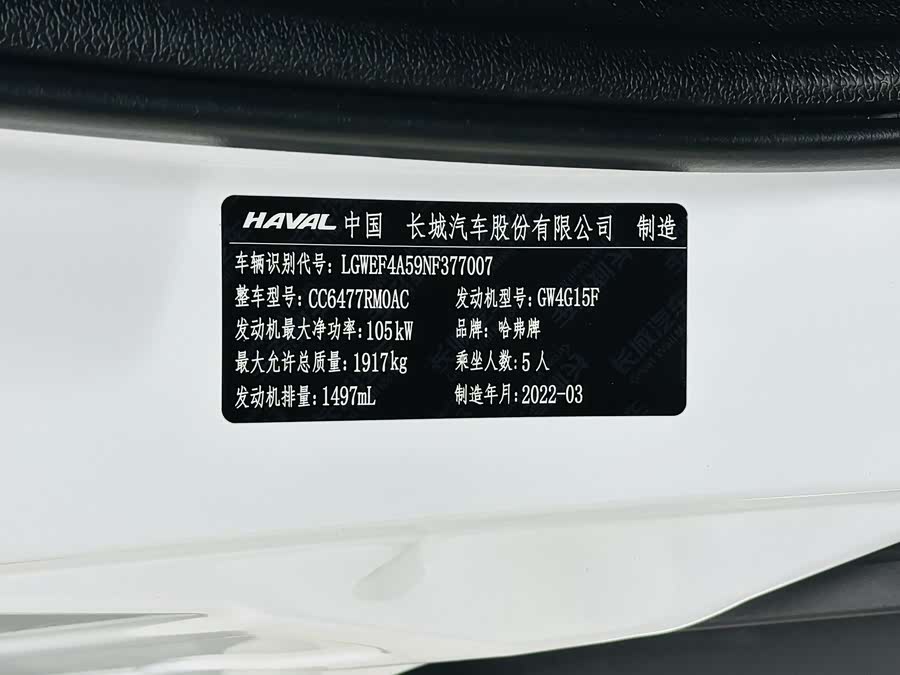 HAVAL 中国 长城汽车股份有限公司 制造
车辆识别代号: LGWEF4A59NF377007
整车型号: CC6477RM0AC 发动机型号: GW4G15F
发动机最大净功率: 105kW 品牌: 哈弗牌
最大允许总质量: 1917kg 乘坐人数: 5人
发动机排量: 1497mL 制造年月: 2022-03